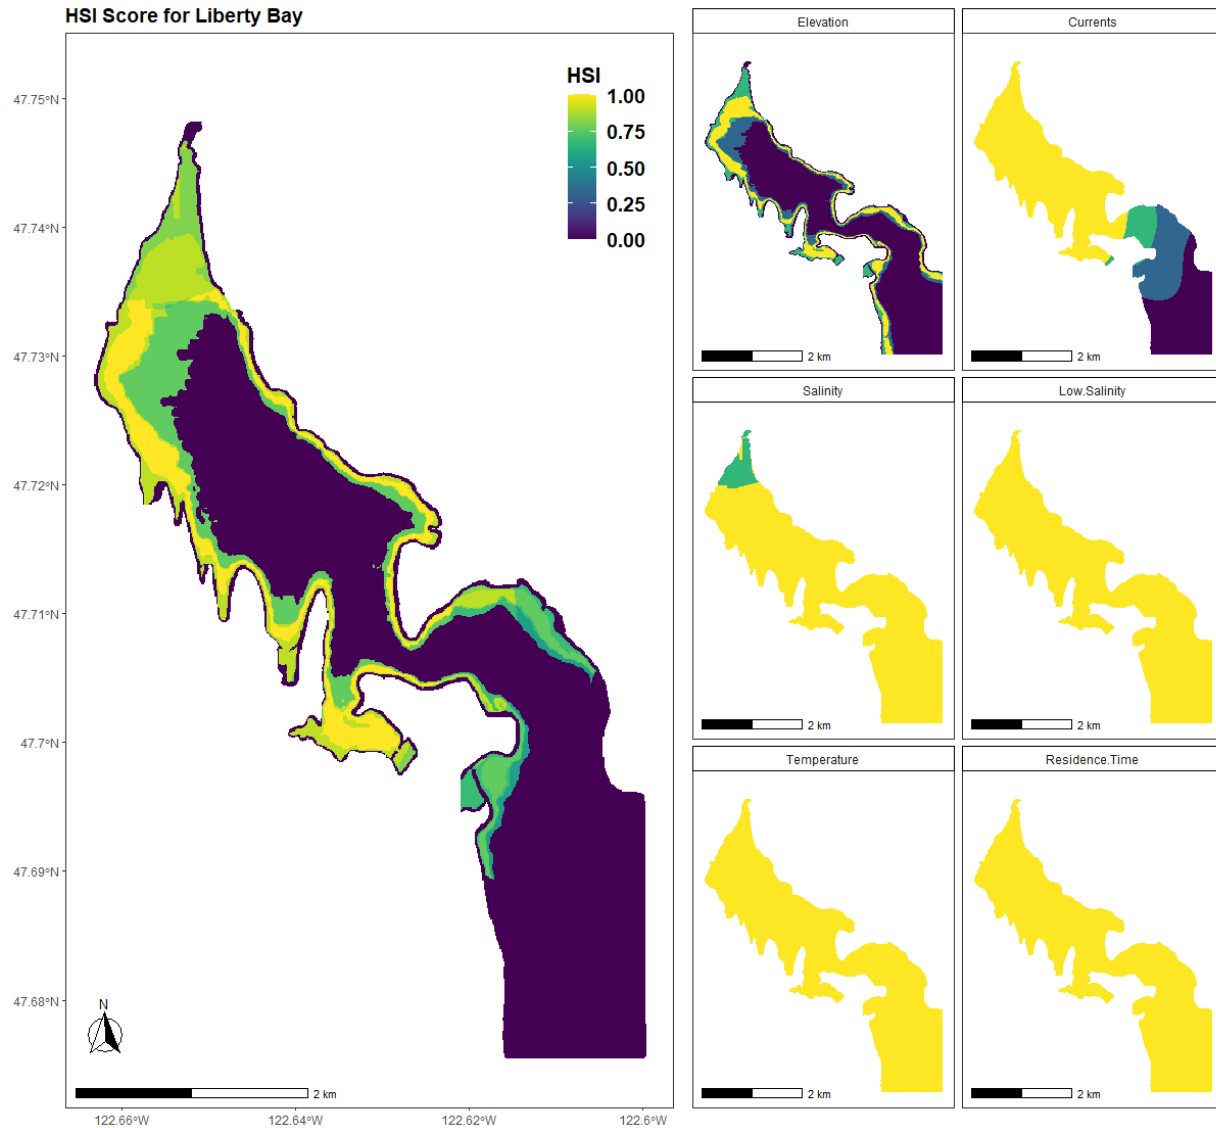 HSI Score for Liberty Bay
HSI
1.00
0.75
0.50
0.25
0.00
47.75°N
47.74°N
47.73°N
47.72°N
47.71°N
47.7°N
47.69°N
47.68°N
N
2 km
122.66°W
122.64°W
122.62°W
122.6°W
Elevation
2 km
Currents
2 km
Salinity
2 km
Low.Salinity
2 km
Temperature
2 km
Residence.Time
2 km